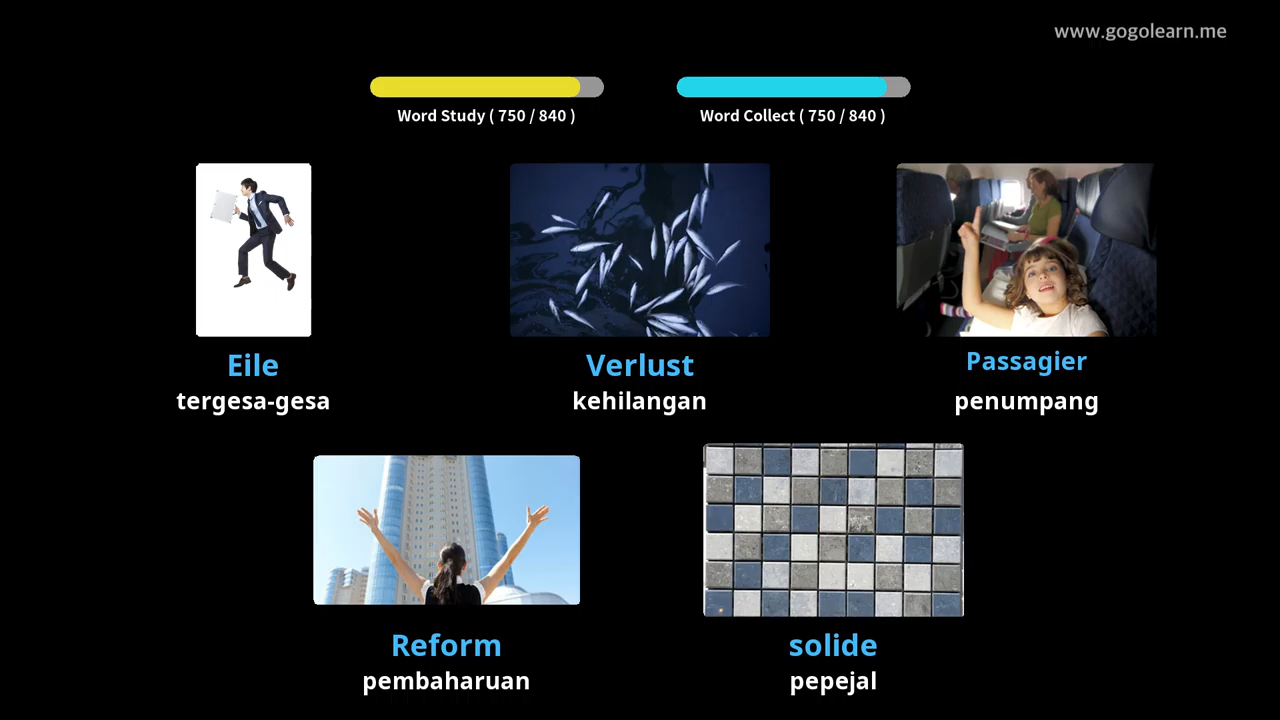 www.gogolearn.me
Word Study ( 750 / 840 )
Word Collect ( 750 / 840 )
Eile
tergesa-gesa
Verlust
kehilangan
Passagier
penumpang
Reform
pembaharuan
solide
pepejal